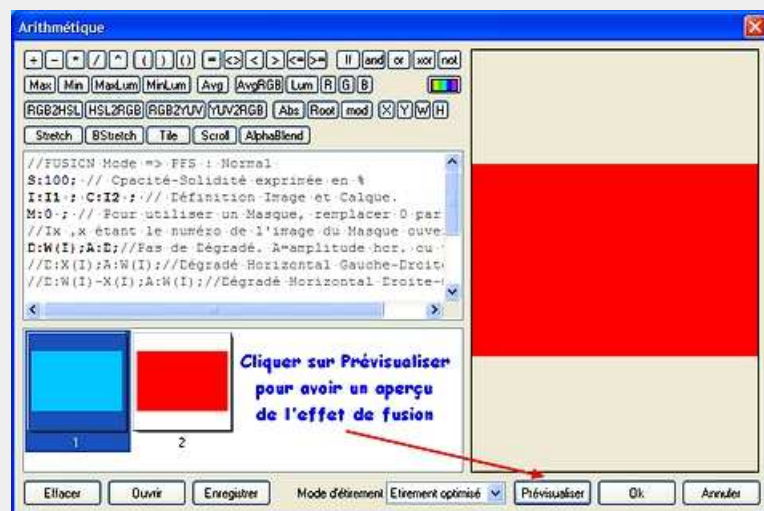 Arithmétique
+ - * / ^ ( ) () = <> < > <= >= || and or xor not
Max Min MaxLum MinLum Avg AvgRGB Lum R G B
RGB2HSL HSL2RGB RGB2YUV YUV2RGB Abs Root mod X Y W H
Stretch BStretch Tile Scroll AlphaBlend
//FUSION Mode => PFS : Normal
S:100; // Opacité-Solidité exprimée en %
I:I1 ; C:I2 ; // Définition Image et Calque.
M:0 ; // Pour utiliser un Masque, remplacer 0 par
//Ix ,x étant le numéro de l'image du Masque ouve
D:W(I);A:D;//Pas de Dégradé. A=amplitude hor. ou
//D:X(I);A:W(I);//Dégradé Horizontal Gauche-Droite
//D:W(I)-X(I);A:W(I);//Dégradé Horizontal Droite-
Cliquer sur Prévisualiser
pour avoir un aperçu
de l'effet de fusion
1 2
Effacer Ouvrir Enregistrer Mode d'étirement Etirement optimisé Prévisualiser Ok Annuler